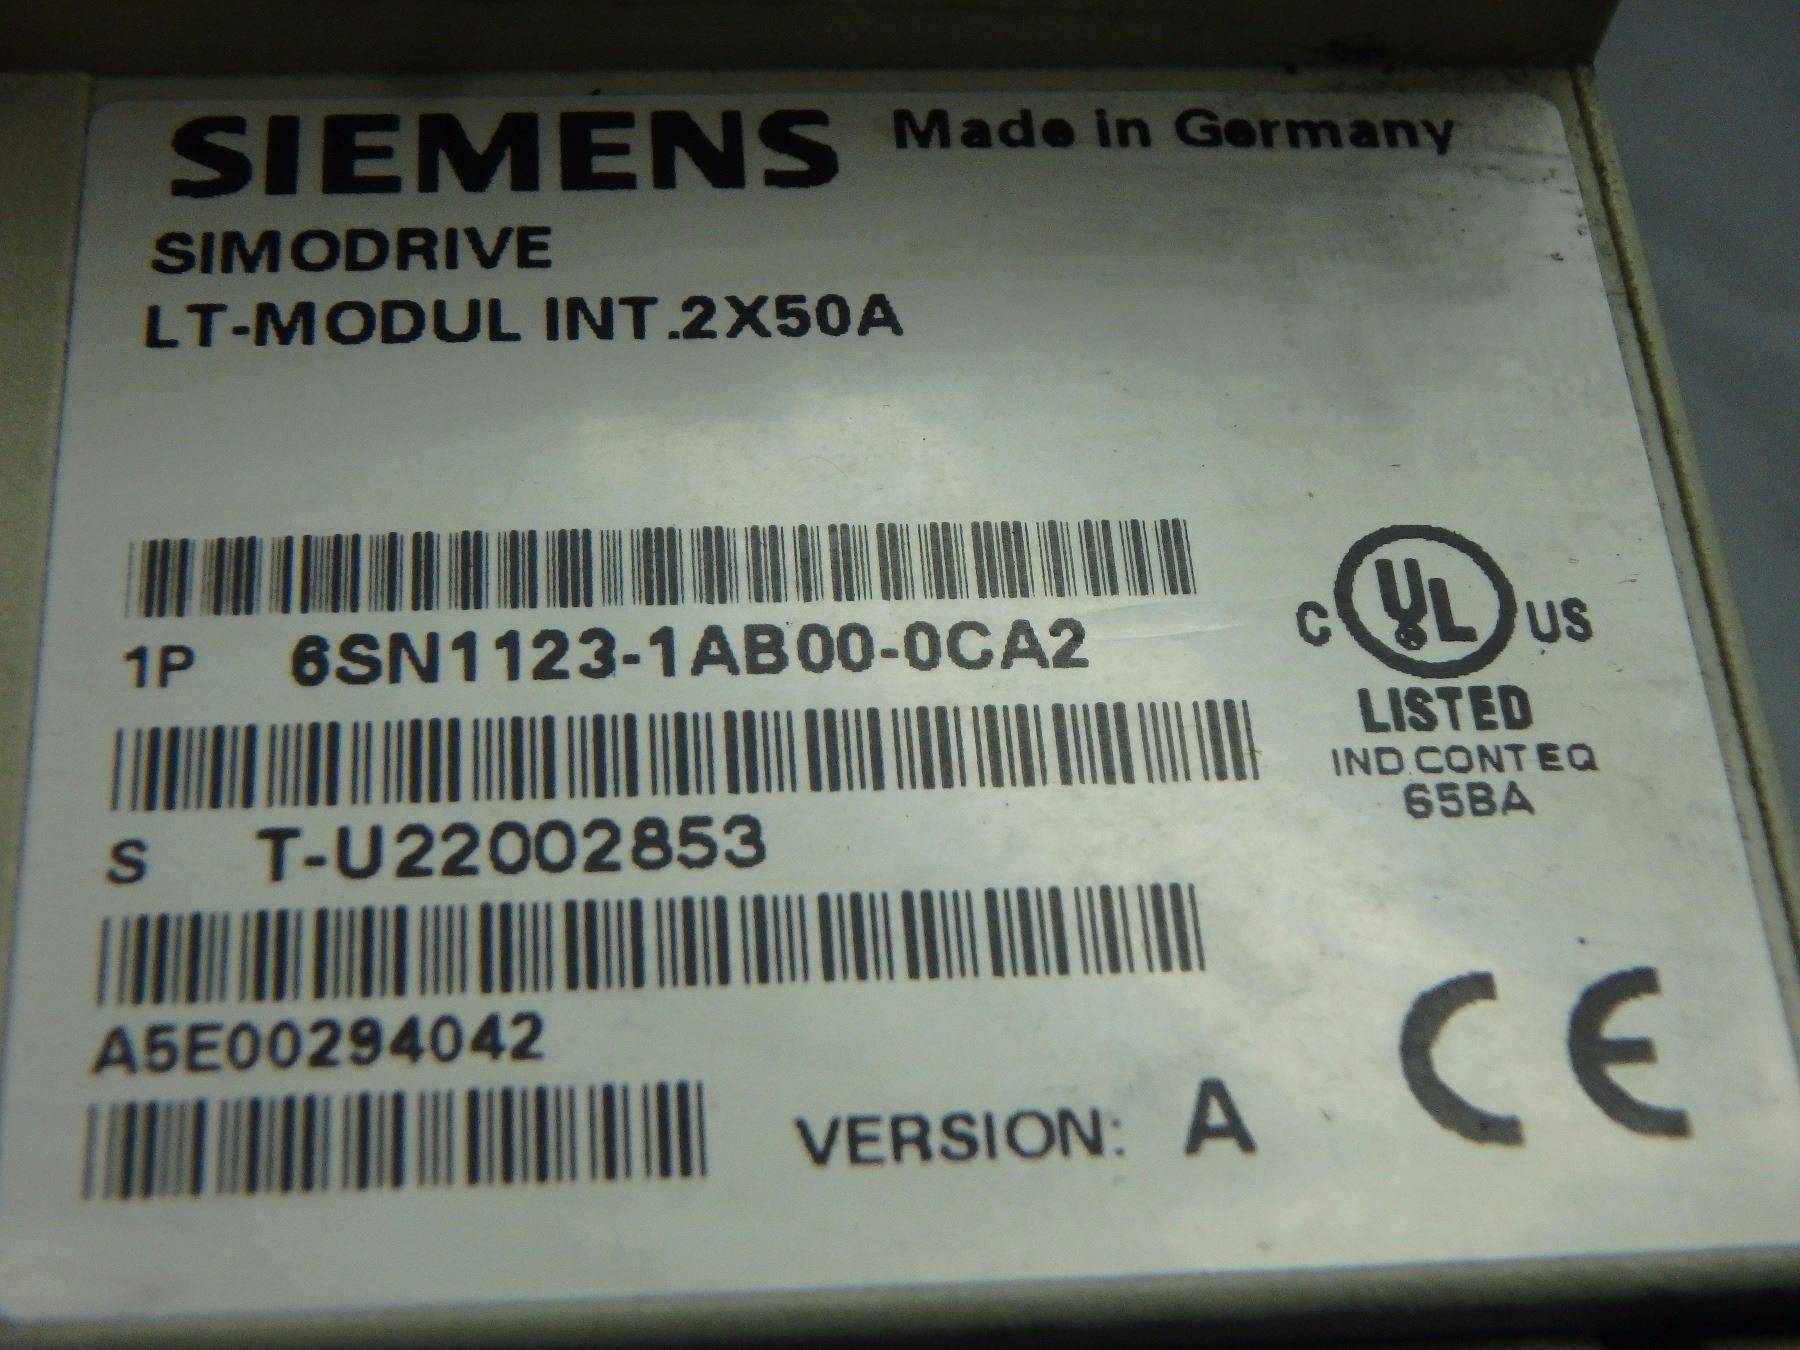 SIEMENS Made in Germany
SIMODRIVE
LT-MODUL INT.2X50A
1P 6SN1123-1AB00-0CA2
C UL US
LISTED
IND.CONT EQ
65BA
S T-U22002853
A5E00294042
VERSION: A
CE